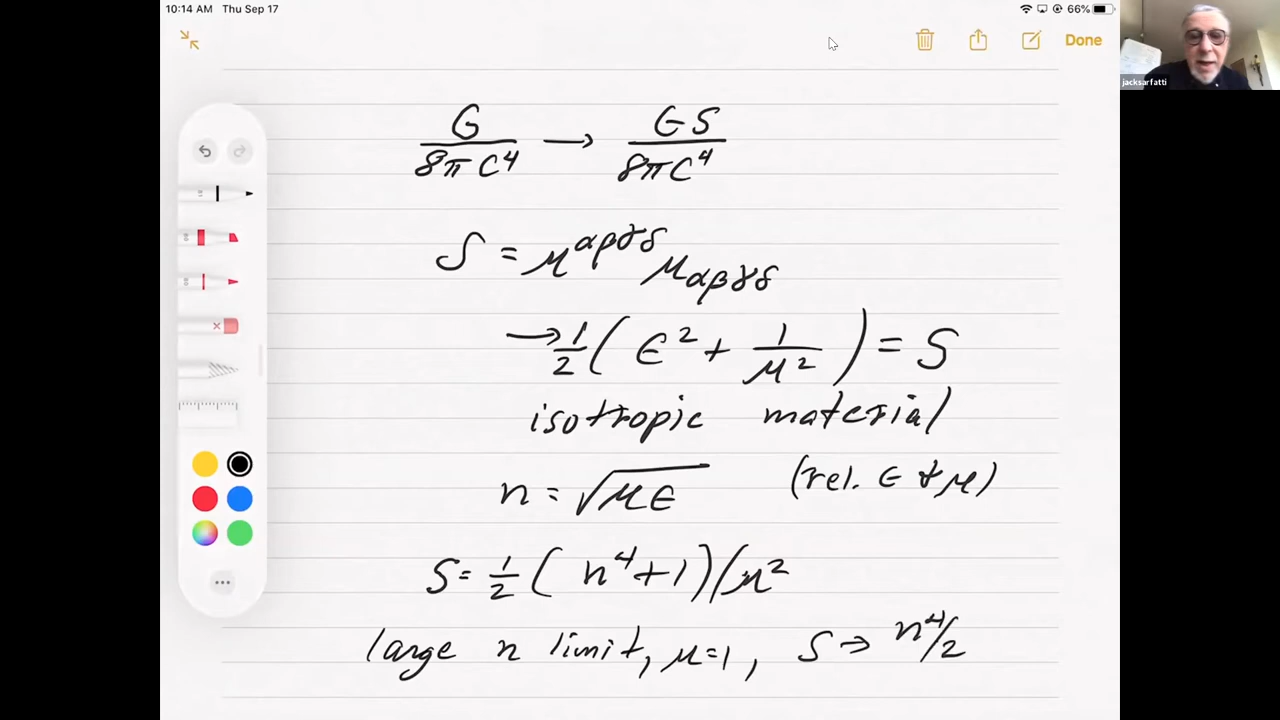 10:14 AM Thu Sep 17
66%
Done
jacksarfatti
G/8πC⁴ → GS/8πC⁴
S = μ^αβγδ μ_αβγδ
→ 1/2 ( ϵ² + 1/μ² ) = S
isotropic material
n = √μϵ (rel. ϵ & μ)
S = 1/2 ( n⁴+1)/μ²
large n limit, μ=1, S ⇒ n⁴/2